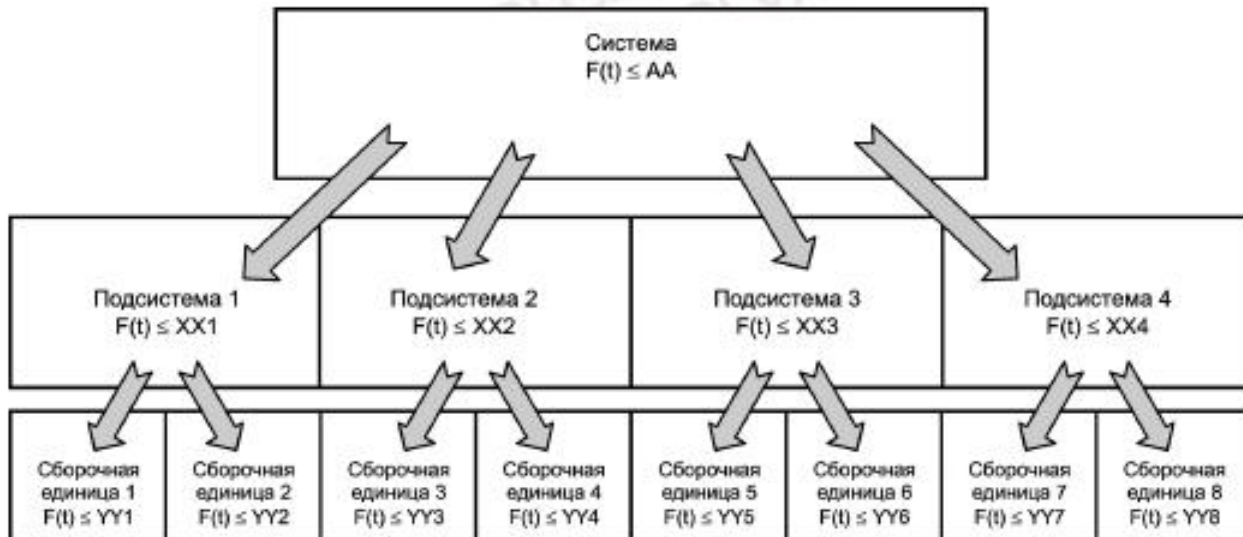 Система
F(t) ≤ AA
Подсистема 1
F(t) ≤ XX1
Подсистема 2
F(t) ≤ XX2
Подсистема 3
F(t) ≤ XX3
Подсистема 4
F(t) ≤ XX4
Сборочная
единица 1
F(t) ≤ YY1
Сборочная
единица 2
F(t) ≤ YY2
Сборочная
единица 3
F(t) ≤ YY3
Сборочная
единица 4
F(t) ≤ YY4
Сборочная
единица 5
F(t) ≤ YY5
Сборочная
единица 6
F(t) ≤ YY6
Сборочная
единица 7
F(t) ≤ YY7
Сборочная
единица 8
F(t) ≤ YY8